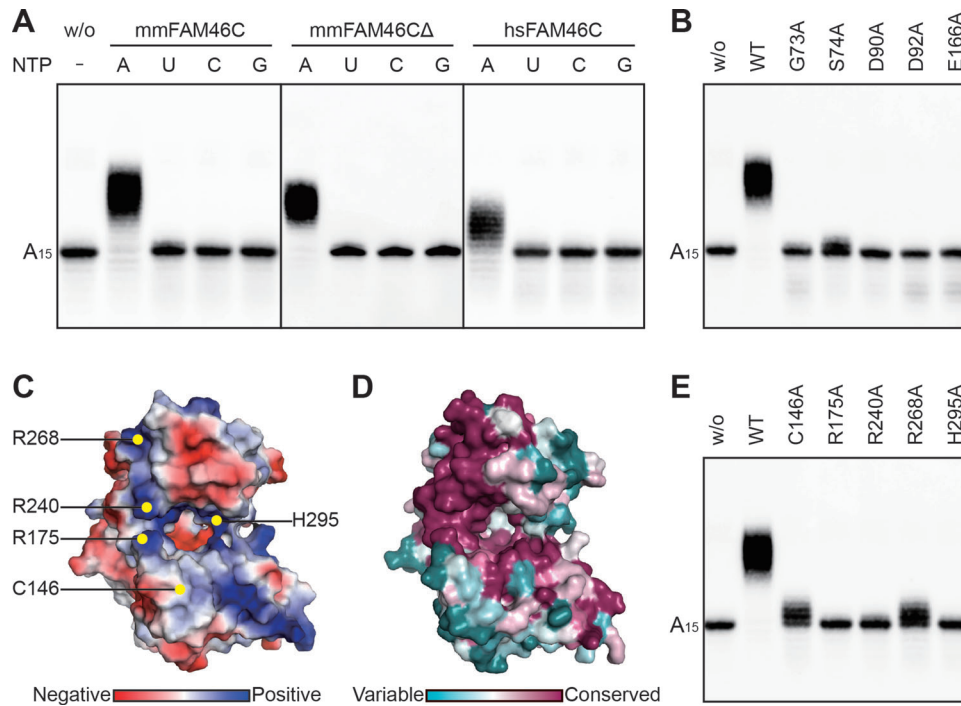 A
w/o mmFAM46C mmFAM46CΔ hsFAM46C
NTP - A U C G A U C G A U C G
A15
B
w/o WT G73A S74A D90A D92A E166A
C
R268
R240
R175
C146
H295
Negative Positive
D
Variable Conserved
E
w/o WT C146A R175A R240A R268A H295A
A15